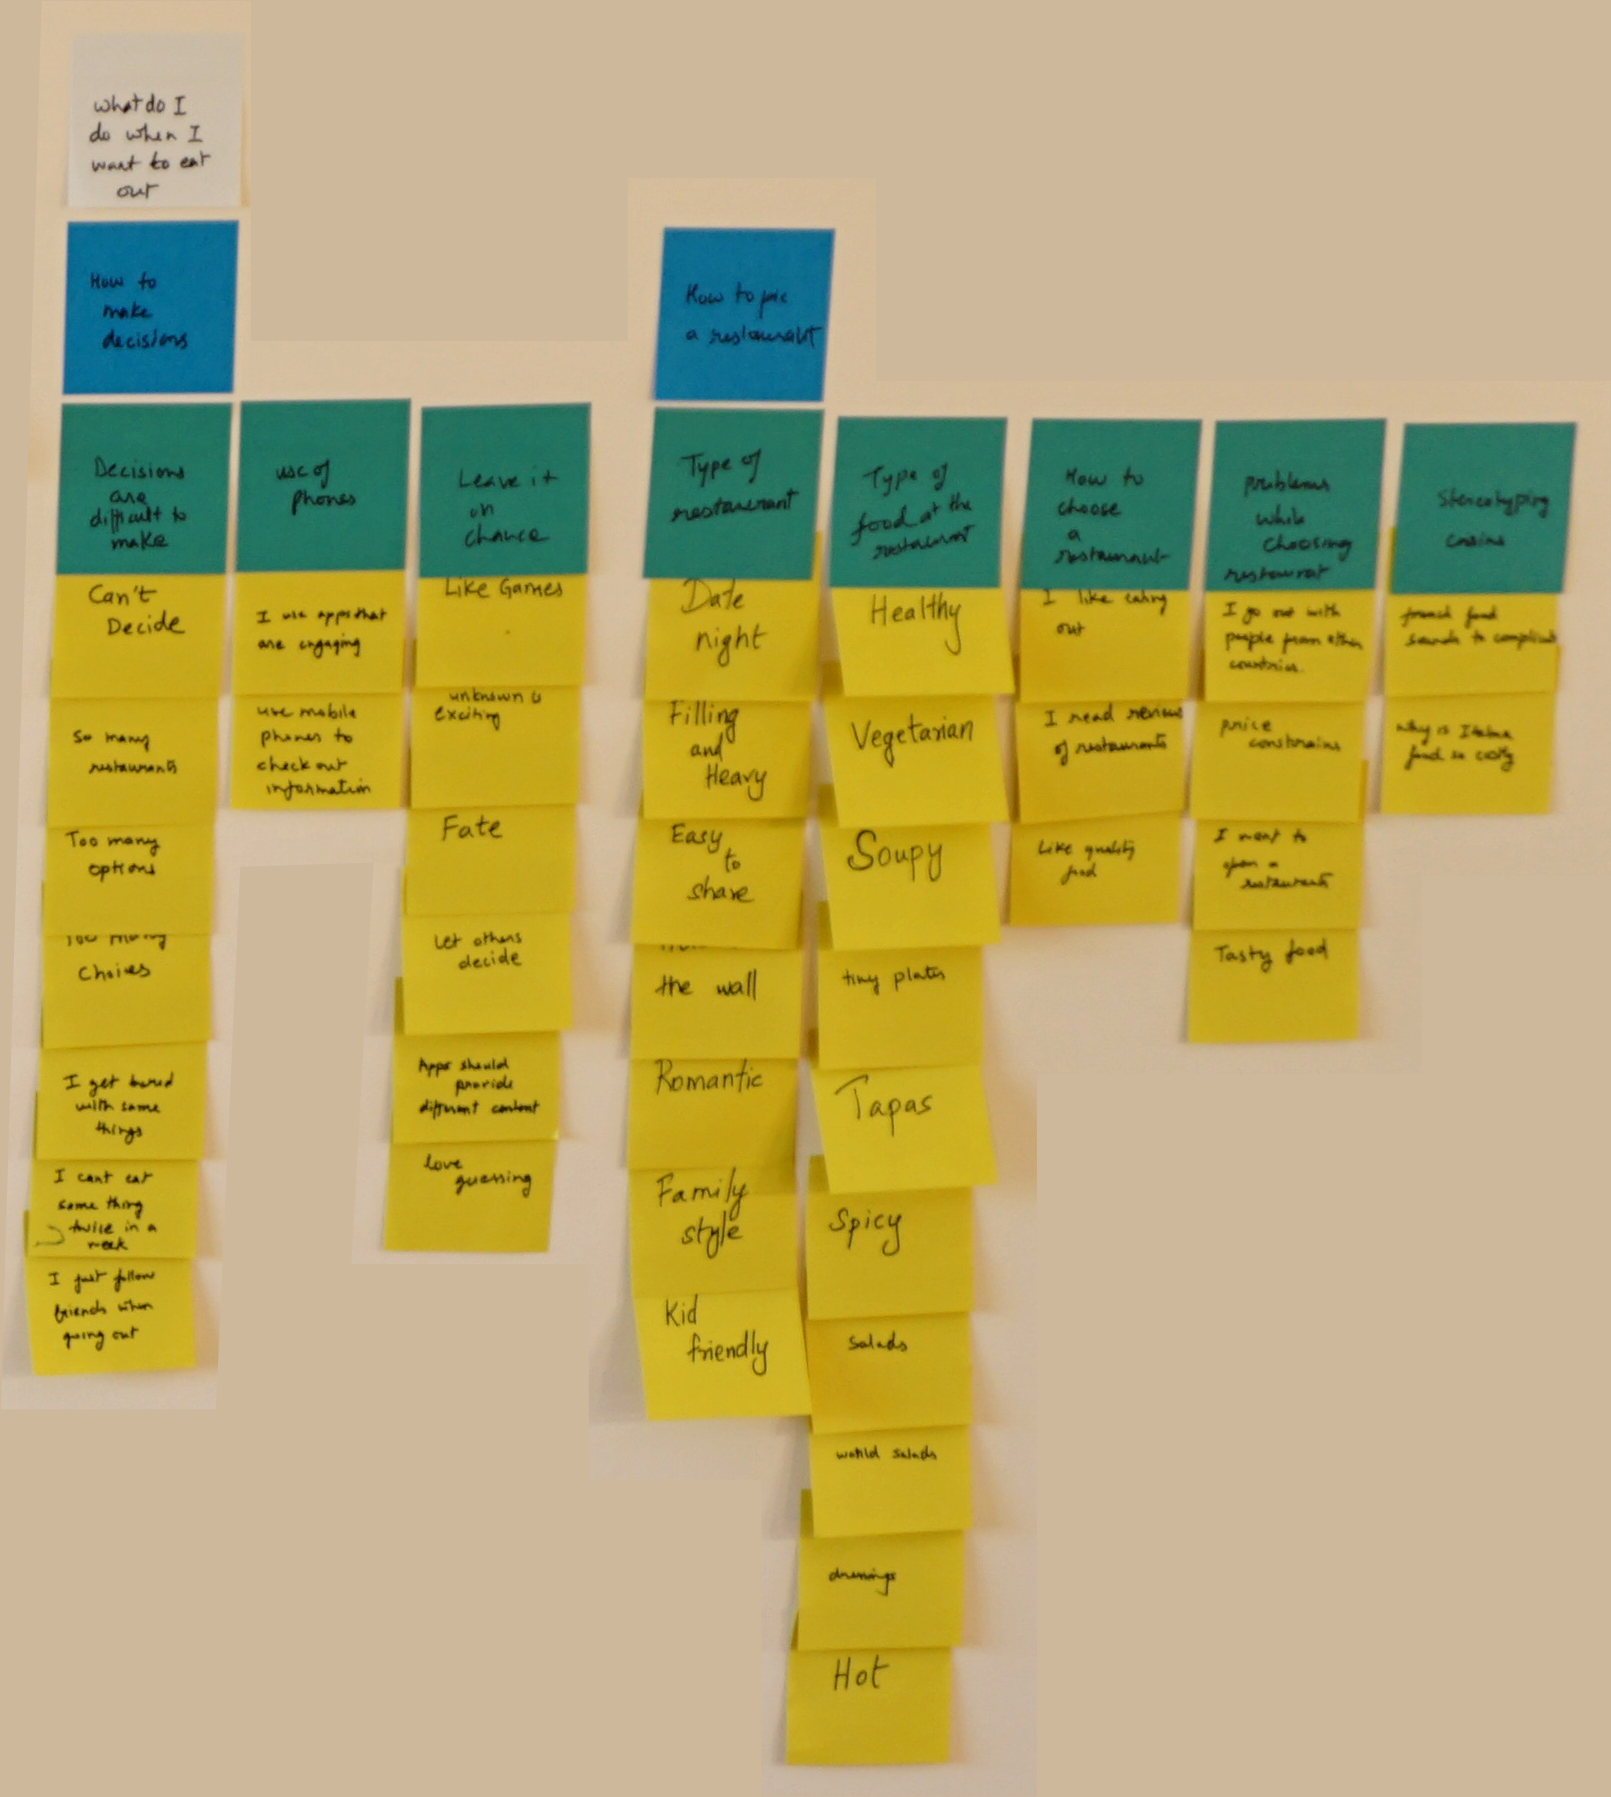 what do I
do when I
want to eat
out
How to
make
decisions
Decisions
are
difficult to
make
Can't
Decide
So many
restaurants
Too many
options
Too many
Choices
I get bored
with same
things
I cant eat
same thing
twice in a
week
I just follow
friends when
going out
use of
phones
I use apps that
are engaging
use mobile
phones to
check out
information
Leave it
on
chance
Like Games
unknown is
exciting
Fate
Let others
decide
Apps should
provide
different content
love
guessing
How to pic
a restaurant
Type of
restaurant
Date
night
Filling
and
Heavy
Easy
to
share
the wall
Romantic
Family
style
Kid
friendly
Type of
food at the
restaurant
Healthy
Vegetarian
Soupy
tiny plates
Tapas
Spicy
Salads
salads
dressings
Hot
How to
choose
a
restaurant
I like eating
out
I read reviews
of restaurants
Like quality
food
problems
while
choosing
restaurat
I go out with
people from other
countries.
price
constrains
I want to
open a
restaurants
Tasty food
Stereotyping
french food
sounds to
why is Italian
food so costly